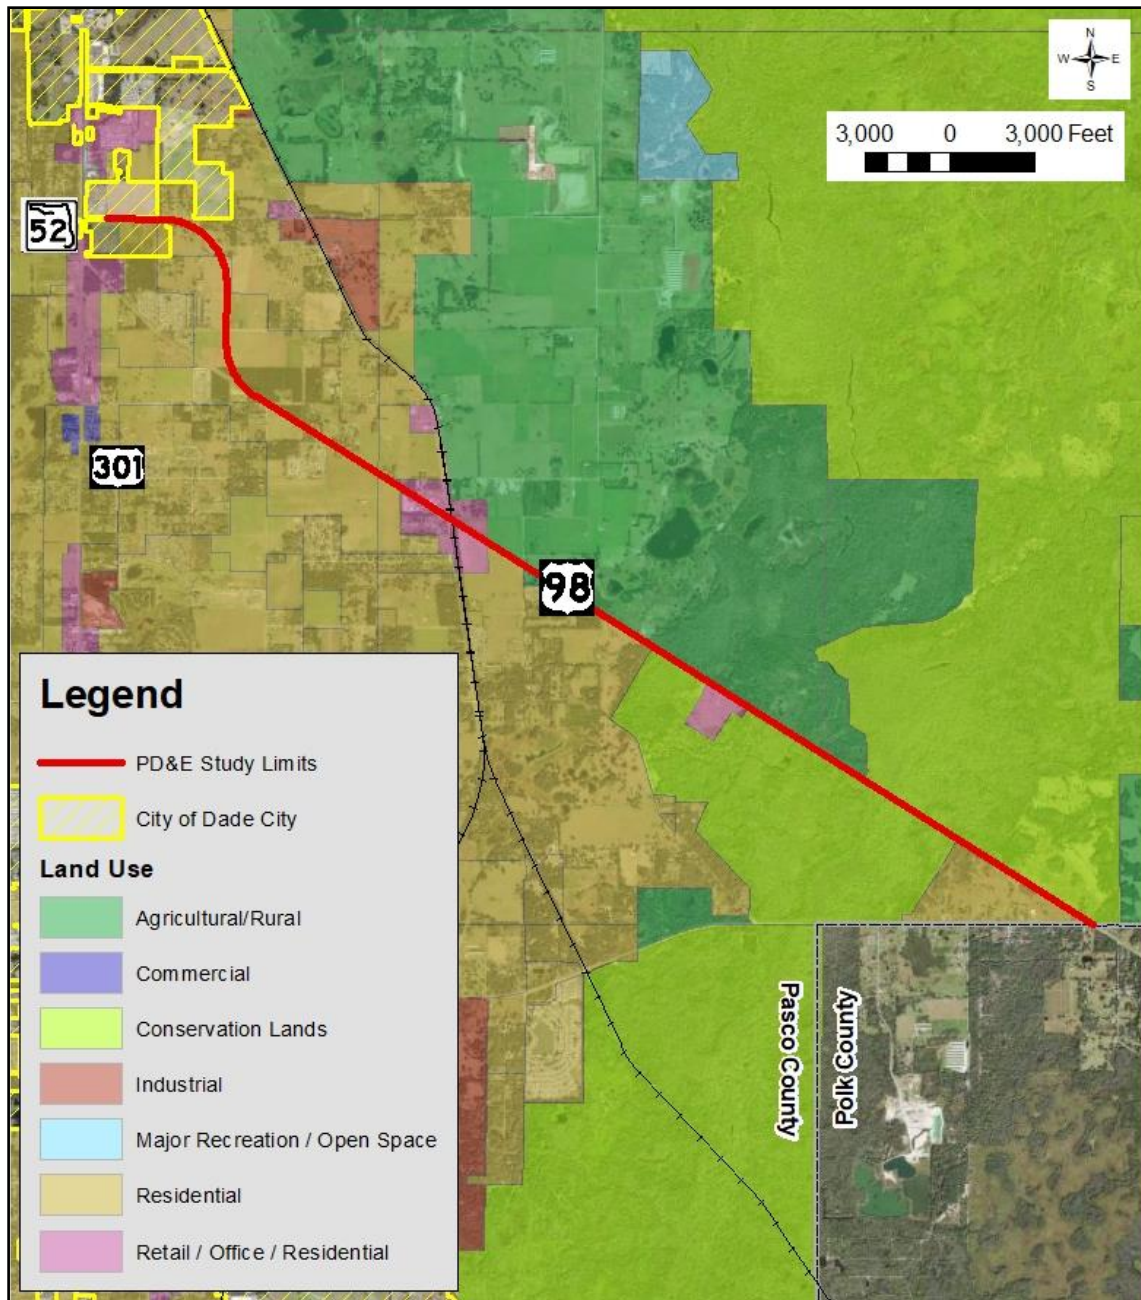 N
W E
S
3,000 0 3,000 Feet
52
301
98
Legend
PD&E Study Limits
City of Dade City
Land Use
Agricultural/Rural
Commercial
Conservation Lands
Industrial
Major Recreation / Open Space
Residential
Retail / Office / Residential
Pasco County
Polk County